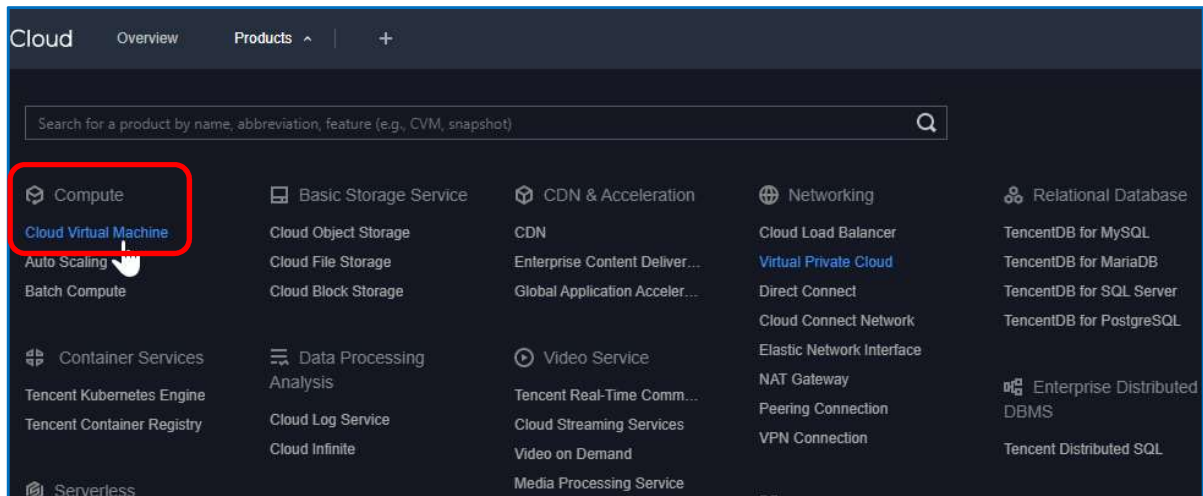 Cloud Overview Products +
Search for a product by name, abbreviation, feature (e.g., CVM, snapshot)
Compute
Cloud Virtual Machine
Auto Scaling
Batch Compute
Container Services
Tencent Kubernetes Engine
Tencent Container Registry
Serverless
Basic Storage Service
Cloud Object Storage
Cloud File Storage
Cloud Block Storage
Data Processing
Analysis
Cloud Log Service
Cloud Infinite
CDN & Acceleration
CDN
Enterprise Content Deliver...
Global Application Acceler...
Video Service
Tencent Real-Time Comm...
Cloud Streaming Services
Video on Demand
Media Processing Service
Networking
Cloud Load Balancer
Virtual Private Cloud
Direct Connect
Cloud Connect Network
Elastic Network Interface
NAT Gateway
Peering Connection
VPN Connection
Relational Database
TencentDB for MySQL
TencentDB for MariaDB
TencentDB for SQL Server
TencentDB for PostgreSQL
Enterprise Distributed
DBMS
Tencent Distributed SQL